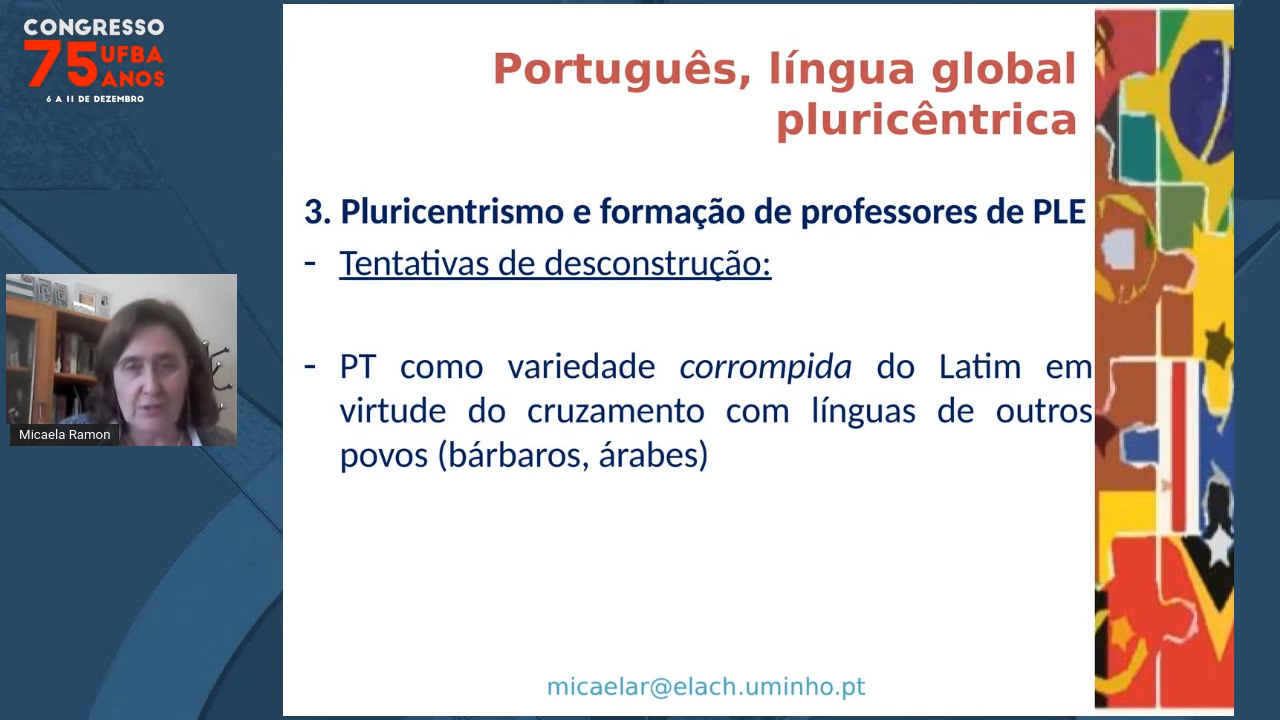 CONGRESSO
75 UFBA
ANOS
6 A 11 DE DEZEMBRO
Português, língua global
pluricêntrica
3. Pluricentrismo e formação de professores de PLE
- Tentativas de desconstrução:
- PT como variedade corrompida do Latim em
virtude do cruzamento com línguas de outros
povos (bárbaros, árabes)
Micaela Ramon
micaelar@elach.uminho.pt